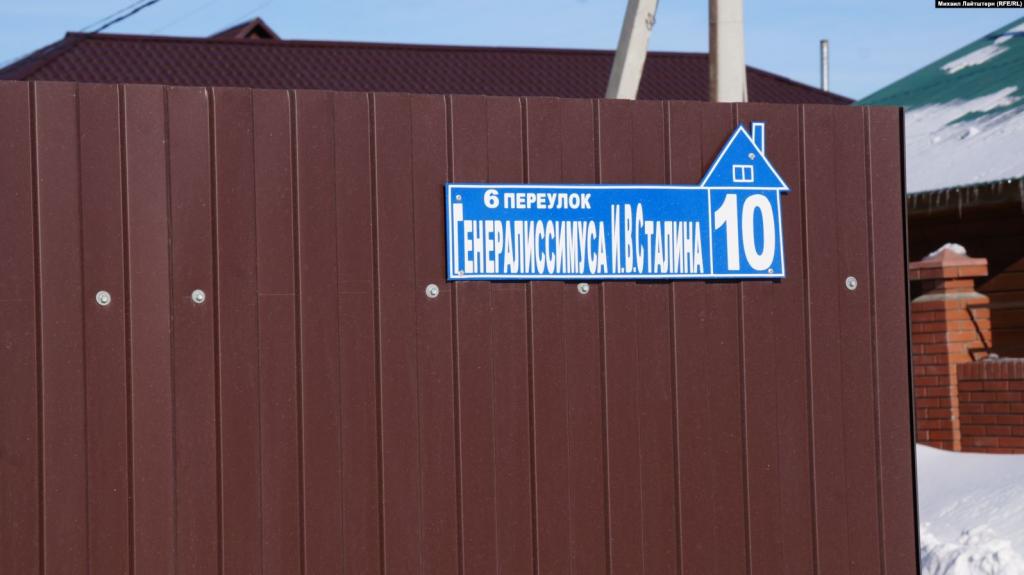 Михаил Лайтштерн (RFE/RL)
6 ПЕРЕУЛОК
ГЕНЕРАЛИССИМУСА И.В.СТАЛИНА
10